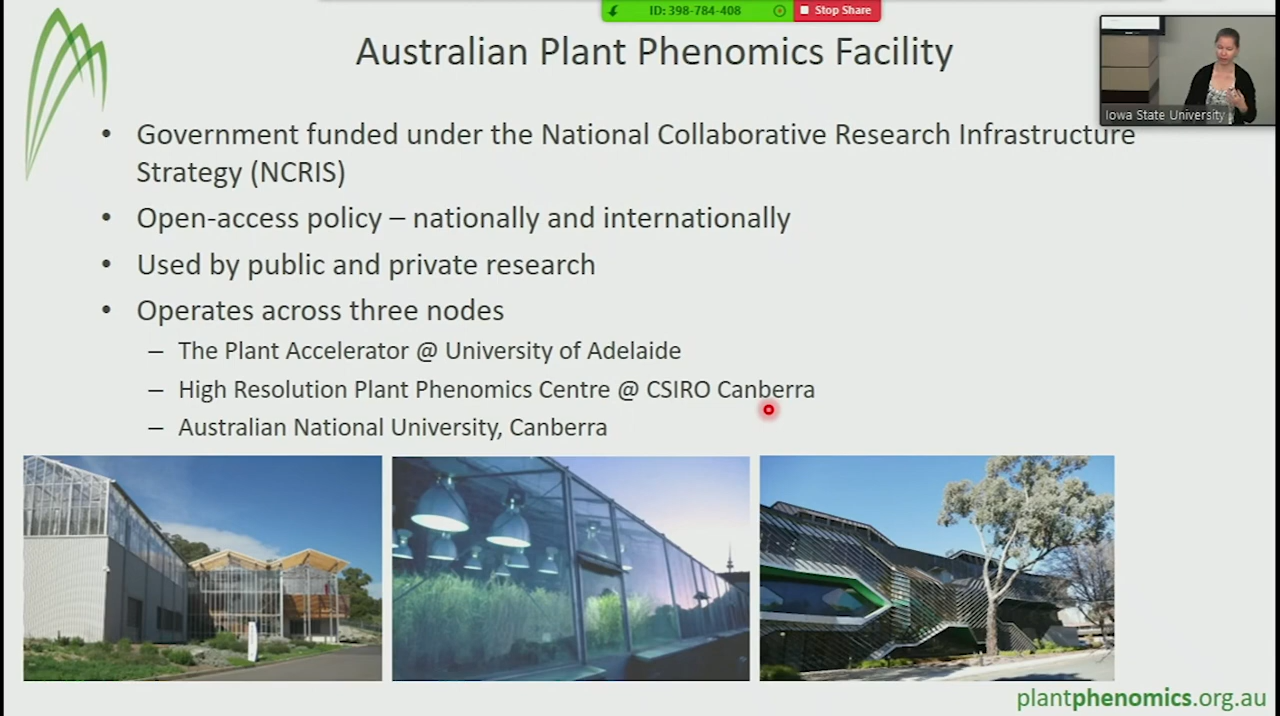 ID: 398-784-408
Stop Share
Australian Plant Phenomics Facility
Iowa State University
• Government funded under the National Collaborative Research Infrastructure
Strategy (NCRIS)
• Open-access policy – nationally and internationally
• Used by public and private research
• Operates across three nodes
– The Plant Accelerator @ University of Adelaide
– High Resolution Plant Phenomics Centre @ CSIRO Canberra
– Australian National University, Canberra
plantphenomics.org.au